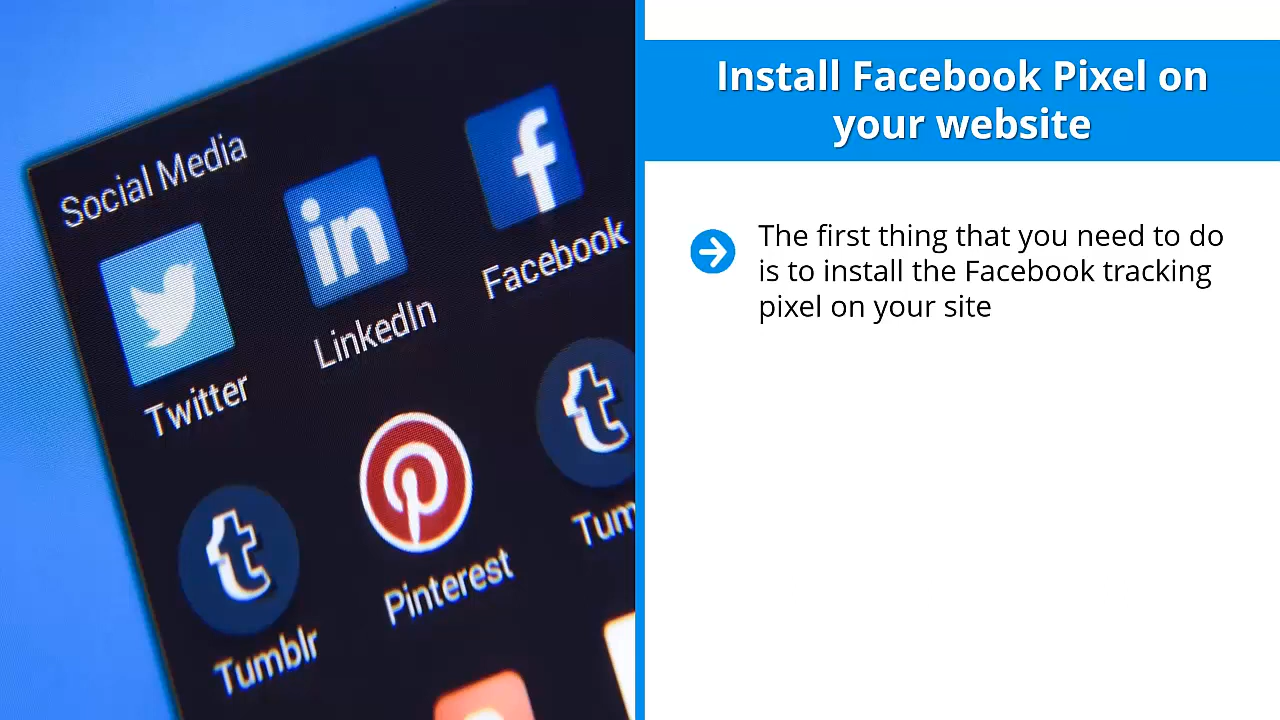 Social Media
Twitter
LinkedIn
Facebook
Tumblr
Pinterest
Tum
Install Facebook Pixel on
your website
The first thing that you need to do
is to install the Facebook tracking
pixel on your site